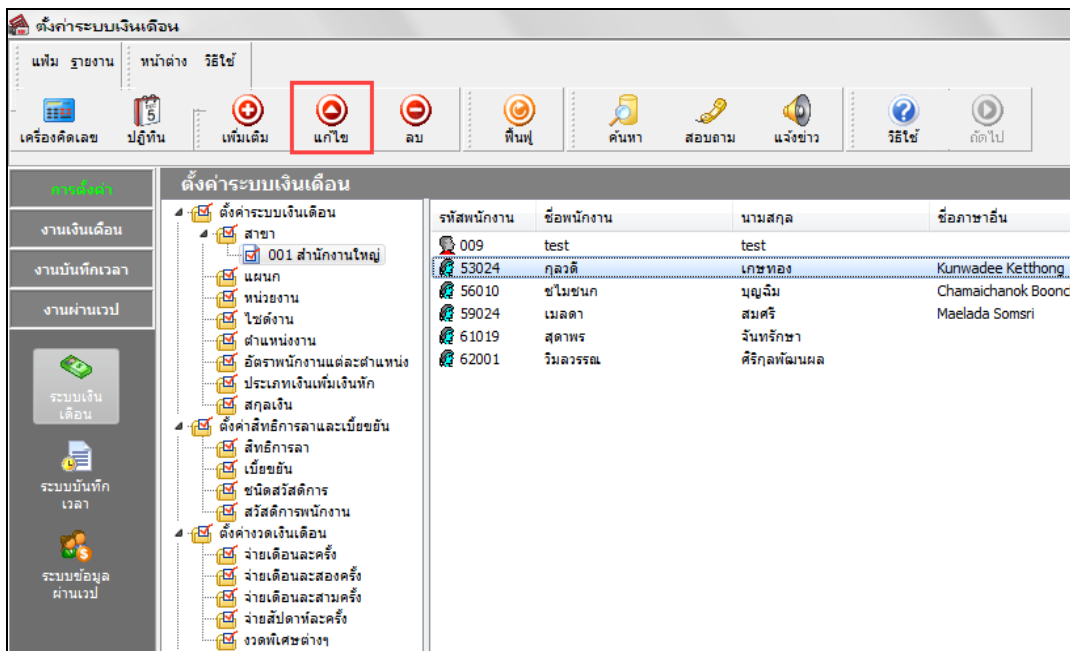 ตั้งค่าระบบเงินเดือน
แฟ้ม รายงาน หน้าต่าง วิธีใช้
เครื่องคิดเลข ปฏิทิน เพิ่มเติม แก้ไข ลบ ฟื้นฟู ค้นหา สอบถาม แจ้งข่าว วิธีใช้ ถัดไป
การตั้งค่า
งานเงินเดือน
งานบันทึกเวลา
งานผ่านเวป
ระบบเงิน
เดือน
ระบบบันทึก
เวลา
ระบบข้อมูล
ผ่านเวป
ตั้งค่าระบบเงินเดือน
ตั้งค่าระบบเงินเดือน
สาขา
001 สำนักงานใหญ่
แผนก
หน่วยงาน
ไซด์งาน
ตำแหน่งงาน
อัตราพนักงานแต่ละตำแหน่ง
ประเภทเงินเพิ่มเงินหัก
สกุลเงิน
ตั้งค่าสิทธิการลาและเบี้ยขยัน
สิทธิการลา
เบี้ยขยัน
ชนิดสวัสดิการ
สวัสดิการพนักงาน
ตั้งค่างวดเงินเดือน
จ่ายเดือนละครั้ง
จ่ายเดือนละสองครั้ง
จ่ายเดือนละสามครั้ง
จ่ายสัปดาห์ละครั้ง
งวดพิเศษต่างๆ
รหัสพนักงาน ชื่อพนักงาน นามสกุล ชื่อภาษาอื่น
009 test test
53024 กุลวดี เกษทอง Kunwadee Ketthong
56010 ชไมชนก บุญฉิม Chamaichanok Boonc
59024 เมลดา สมศรี Maelada Somsri
61019 สุดาพร จันทรักษา
62001 วิมลวรรณ ศิริกุลพัฒนผล